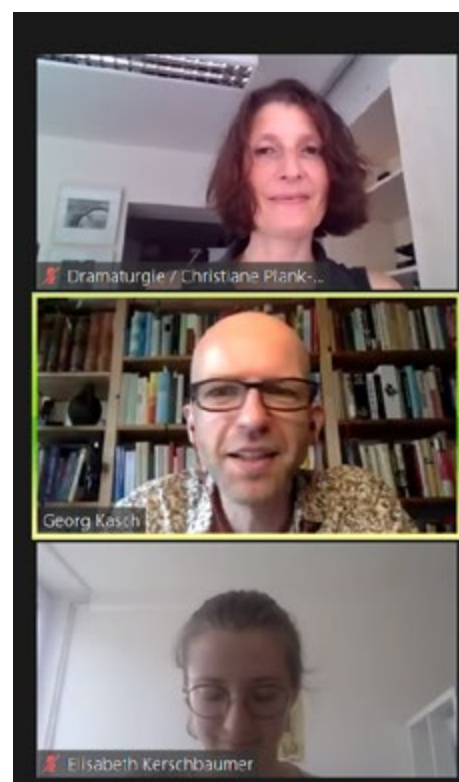 Dramaturgie / Christiane Plank-...
Georg Kasch
Elisabeth Kerschbaumer